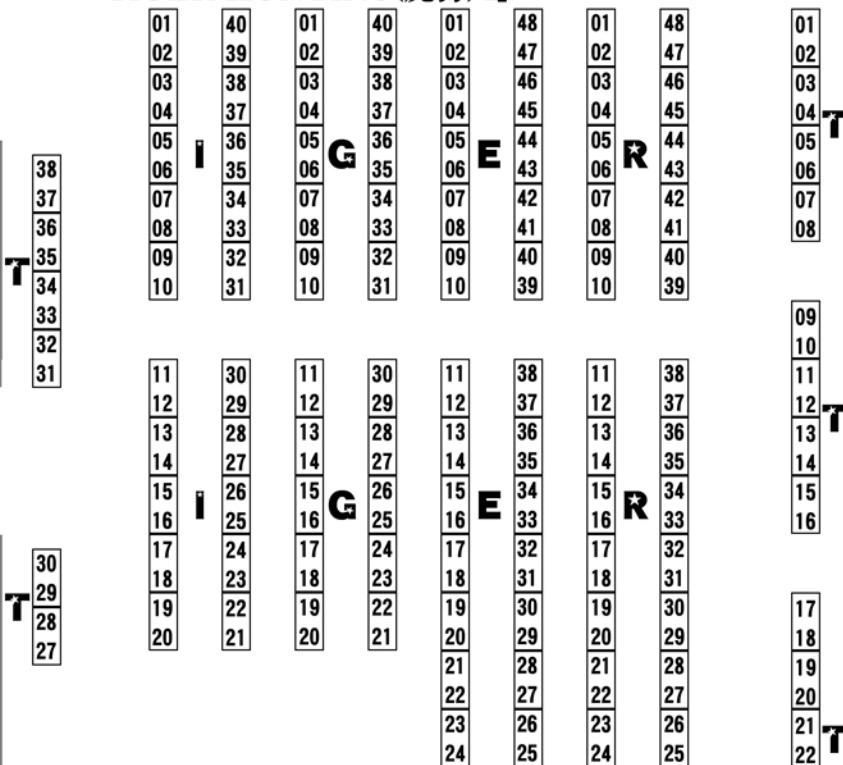 01 40 01 40 01 48 01 48 01
02 39 02 39 02 47 02 47 02
03 38 03 38 03 46 03 46 03
04 37 04 37 04 45 04 45 04 T
05 I 36 05 G 36 05 E 44 05 R 44 05
38 06 35 06 35 06 43 06 43 06
37 07 34 07 34 07 42 07 42 07
36 08 33 08 33 08 41 08 41 08
T 35 09 32 09 32 09 40 09 40
34 10 31 10 31 10 39 10 39
33 09
32 10
31 11 30 11 30 11 38 11 38 11
12 29 12 29 12 37 12 37 12 T
13 28 13 28 13 36 13 36 13
14 27 14 27 14 35 14 35 14
15 I 26 15 G 26 15 E 34 15 R 34 15
16 25 16 25 16 33 16 33 16
30 17 24 17 24 17 32 17 32
T 29 18 23 18 23 18 31 18 31
28 19 22 19 22 19 30 19 30 17
27 20 21 20 21 20 29 20 29 18
21 28 21 28 19
22 27 22 27 20
23 26 23 26 21 T
24 25 24 25 22